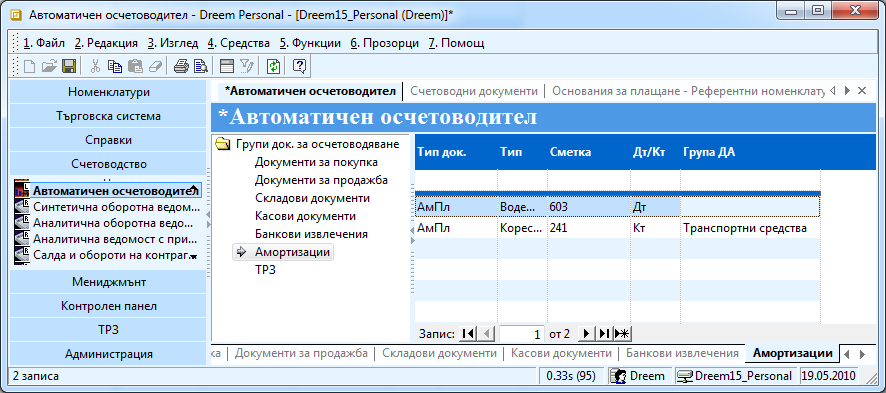 Автоматичен осчетоводител - Dreem Personal - [Dreem15_Personal (Dreem)]*
1. Файл 2. Редакция 3. Изглед 4. Средства 5. Функции 6. Прозорци 7. Помощ
Номенклатури
Търговска система
Справки
Счетоводство
Автоматичен осчетоводител
Синтетична оборотна ведом...
Аналитична оборотна ведо...
Аналитична ведомост с при...
Салда и обороти на контраг...
Мениджмънт
Контролен панел
ТРЗ
Администрация
*Автоматичен осчетоводител Счетоводни документи Основания за плащане - Референтни номенклату
*Автоматичен осчетоводител
Групи док. за осчетоводяване
Документи за покупка
Документи за продажба
Складови документи
Касови документи
Банкови извлечения
Амортизации
ТРЗ
Тип док. Тип Сметка Дт/Кт Група ДА
АмПл Воде... 603 Дт
АмПл Корес... 241 Кт Транспортни средства
Запис: 1 от 2
ка Документи за продажба Складови документи Касови документи Банкови извлечения Амортизации
2 записа 0.33s (95) Dreem Dreem15_Personal 19.05.2010